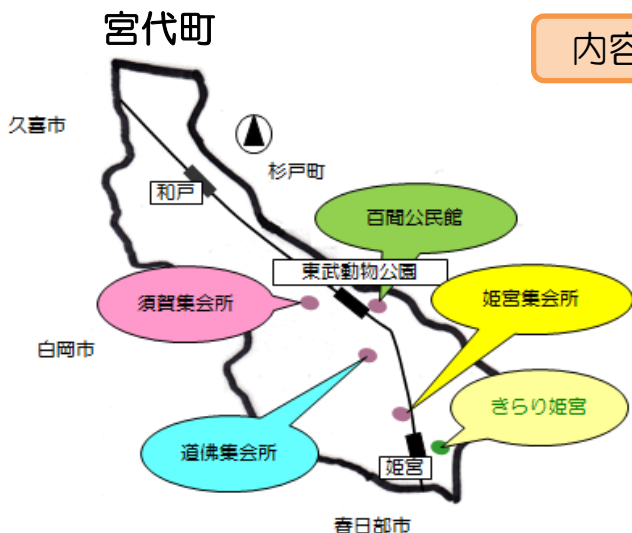 宮代町
内容
久喜市
杉戸町
和戸
百間公民館
東武動物公園
須賀集会所
姫宮集会所
白岡市
きらり姫宮
道佛集会所
姫宮
春日部市